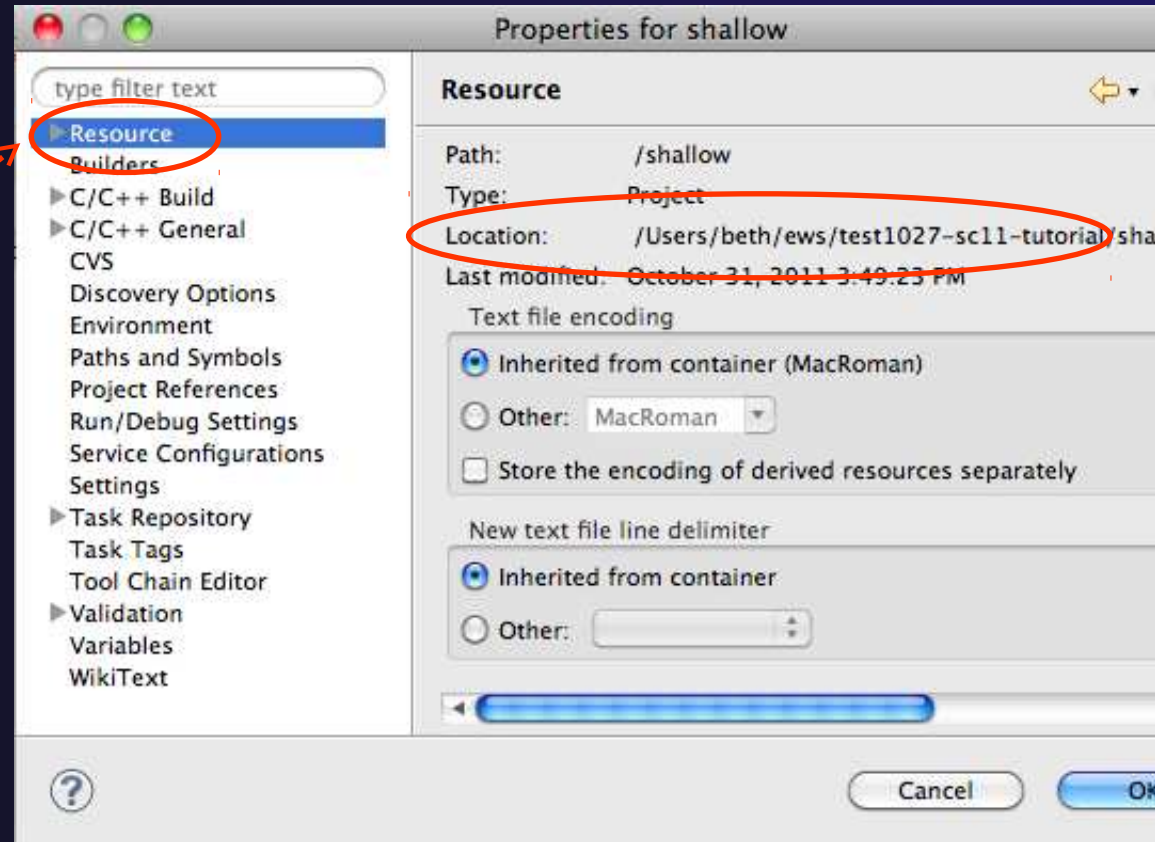 Properties for shallow
type filter text
Resource
Builders
C/C++ Build
C/C++ General
CVS
Discovery Options
Environment
Paths and Symbols
Project References
Run/Debug Settings
Service Configurations
Settings
Task Repository
Task Tags
Tool Chain Editor
Validation
Variables
WikiText
Resource
Path: /shallow
Type: Project
Location: /Users/beth/ews/test1027-sc11-tutorial/sha
Last modified: October 31, 2011 3:49:23 PM
Text file encoding
Inherited from container (MacRoman)
Other: MacRoman
Store the encoding of derived resources separately
New text file line delimiter
Inherited from container
Other:
?
Cancel
OK